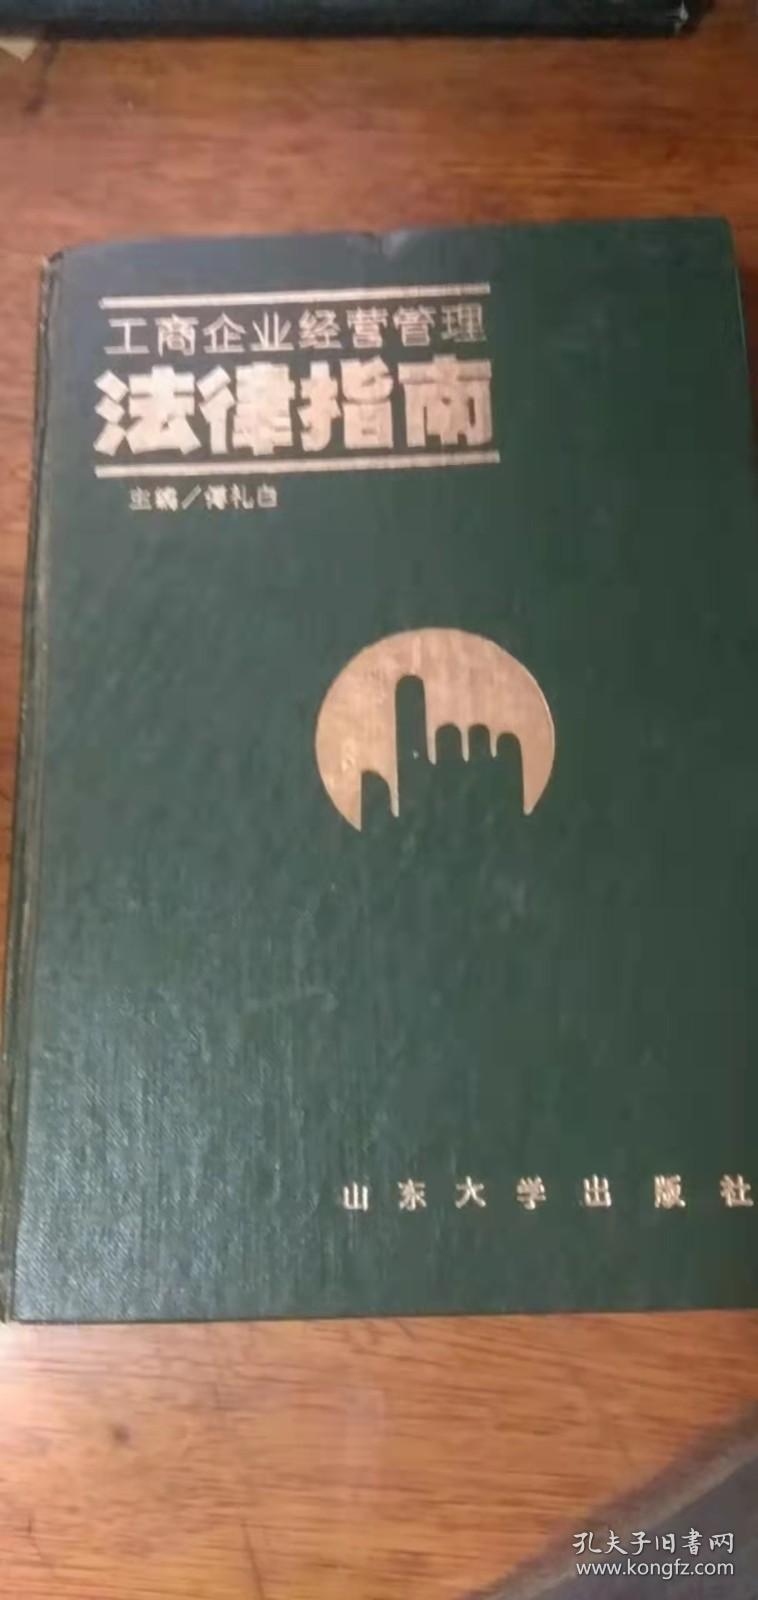 工商企业经营管理
法律指南
主编/傅礼白
山东大学出版社
孔夫子旧書网
www.kongfz.com